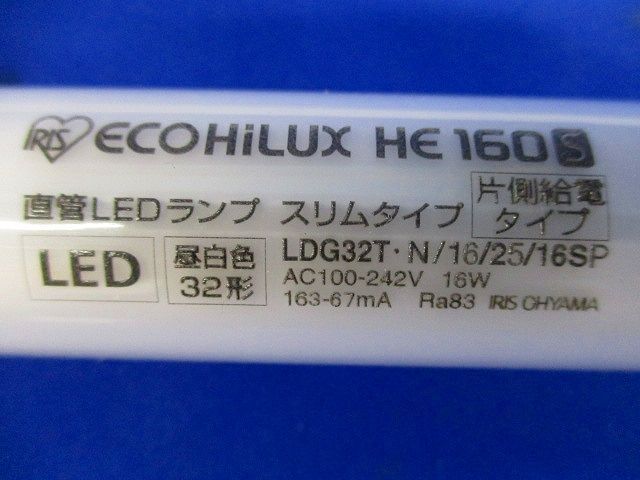 IRIS ECOHiLUX HE 160 S
直管LEDランプ スリムタイプ 片側給電タイプ
LED 昼白色 32形
LDG32T・N/16/25/16SP
AC100-242V 16W
163-67mA Ra83 IRIS OHYAMA